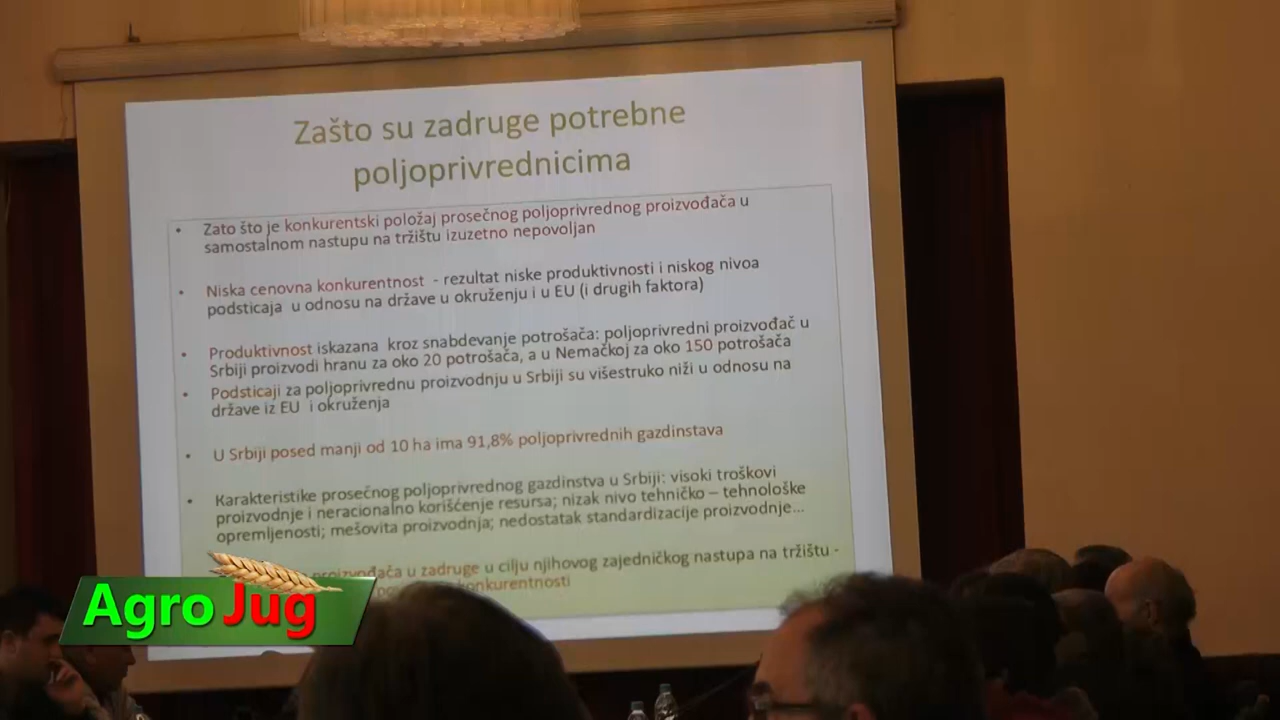 Zašto su zadruge potrebne
poljoprivrednicima
• Zato što je konkurentski položaj prosečnog poljoprivrednog proizvođača u
samostalnom nastupu na tržištu izuzetno nepovoljan
• Niska cenovna konkurentnost - rezultat niske produktivnosti i niskog nivoa
podsticaja u odnosu na države u okruženju i u EU (i drugih faktora)
• Produktivnost iskazana kroz snabdevanje potrošača: poljoprivredni proizvođač u
Srbiji proizvodi hranu za oko 20 potrošača, a u Nemačkoj za oko 150 potrošača
• Podsticaji za poljoprivrednu proizvodnju u Srbiji su višestruko niži u odnosu na
države iz EU i okruženja
• U Srbiji posed manji od 10 ha ima 91,8% poljoprivrednih gazdinstava
• Karakteristike prosečnog poljoprivrednog gazdinstva u Srbiji: visoki troškovi
proizvodnje i neracionalno korišćenje resursa; nizak nivo tehničko – tehnološke
opremljenosti; mešovita proizvodnja; nedostatak standardizacije proizvodnje...
proizvođača u zadruge u cilju njihovog zajedničkog nastupa na tržištu -
konkurentnosti
Agro Jug